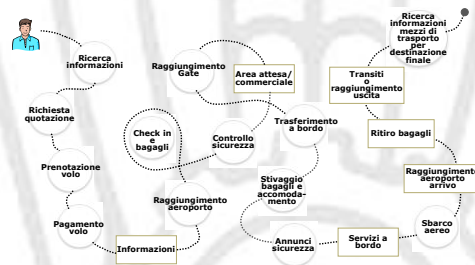 Ricerca
informazioni
Richiesta
quotazione
Prenotazione
volo
Pagamento
volo
Informazioni
Raggiungimento
aeroporto
Check in
e
bagagli
Controllo
sicurezza
Area attesa/
commerciale
Raggiungimento
Gate
Trasferimento
a bordo
Stivaggio
bagagli e
accomoda-
mento
Annunci
sicurezza
Servizi a
bordo
Sbarco
aereo
Raggiungimento
aeroporto
arrivo
Ritiro bagagli
Transiti
o
raggiungimento
uscita
Ricerca
informazioni
mezzi di
trasporto
per
destinazione
finale